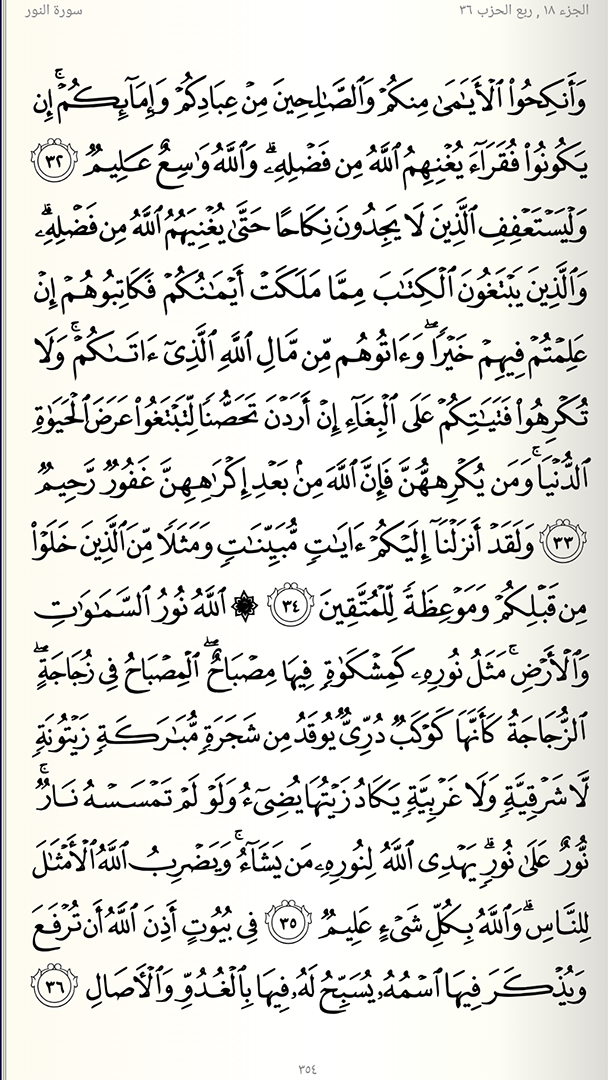 الجزء ١٨ , ربع الحزب ٣٦
سورة النور
وَأَنكِحُوا۟ ٱلْأَيَـٰمَىٰ مِنكُمْ وَٱلصَّـٰلِحِينَ مِنْ عِبَادِكُمْ وَإِمَآئِكُمْ ۚ إِن
يَكُونُوا۟ فُقَرَآءَ يُغْنِهِمُ ٱللَّهُ مِن فَضْلِهِۦ ۗ وَٱللَّهُ وَٰسِعٌ عَلِيمٌ ٣٢
وَلْيَسْتَعْفِفِ ٱلَّذِينَ لَا يَجِدُونَ نِكَاحًا حَتَّىٰ يُغْنِيَهُمُ ٱللَّهُ مِن فَضْلِهِۦ ۗ
وَٱلَّذِينَ يَبْتَغُونَ ٱلْكِتَـٰبَ مِمَّا مَلَكَتْ أَيْمَـٰنُكُمْ فَكَاتِبُوهُمْ إِنْ
عَلِمْتُمْ فِيهِمْ خَيْرًا ۖ وَءَاتُوهُم مِّن مَّالِ ٱللَّهِ ٱلَّذِىٓ ءَاتَىٰكُمْ ۚ وَلَا
تُكْرِهُوا۟ فَتَيَـٰتِكُمْ عَلَى ٱلْبِغَآءِ إِنْ أَرَدْنَ تَحَصُّنًا لِّتَبْتَغُوا۟ عَرَضَ ٱلْحَيَوٰةِ
ٱلدُّنْيَا ۚ وَمَن يُكْرِههُّنَّ فَإِنَّ ٱللَّهَ مِنۢ بَعْدِ إِكْرَٰهِهِنَّ غَفُورٌ رَّحِيمٌ
٣٣ وَلَقَدْ أَنزَلْنَآ إِلَيْكُمْ ءَايَـٰتٍ مُّبَيِّنَـٰتٍ وَمَثَلًا مِّنَ ٱلَّذِينَ خَلَوْا۟
مِن قَبْلِكُمْ وَمَوْعِظَةً لِّلْمُتَّقِينَ ٣٤ ۞ ٱللَّهُ نُورُ ٱلسَّمَـٰوَٰتِ
وَٱلْأَرْضِ ۚ مَثَلُ نُورِهِۦ كَمِشْكَوٰةٍ فِيهَا مِصْبَاحٌ ۖ ٱلْمِصْبَاحُ فِى زُجَاجَةٍ ۖ
ٱلزُّجَاجَةُ كَأَنَّهَا كَوْكَبٌ دُرِّىٌّ يُوقَدُ مِن شَجَرَةٍ مُّبَـٰرَكَةٍ زَيْتُونَةٍ
لَّا شَرْقِيَّةٍ وَلَا غَرْبِيَّةٍ يَكَادُ زَيْتُهَا يُضِىٓءُ وَلَوْ لَمْ تَمْسَسْهُ نَارٌ ۚ
نُّورٌ عَلَىٰ نُورٍ ۗ يَهْدِى ٱللَّهُ لِنُورِهِۦ مَن يَشَآءُ ۚ وَيَضْرِبُ ٱللَّهُ ٱلْأَمْثَـٰلَ
لِلنَّاسِ ۗ وَٱللَّهُ بِكُلِّ شَىْءٍ عَلِيمٌ ٣٥ فِى بُيُوتٍ أَذِنَ ٱللَّهُ أَن تُرْفَعَ
وَيُذْكَرَ فِيهَا ٱسْمُهُۥ يُسَبِّحُ لَهُۥ فِيهَا بِٱلْغُدُوِّ وَٱلْـَٔاصَالِ ٣٦
٣٥٤